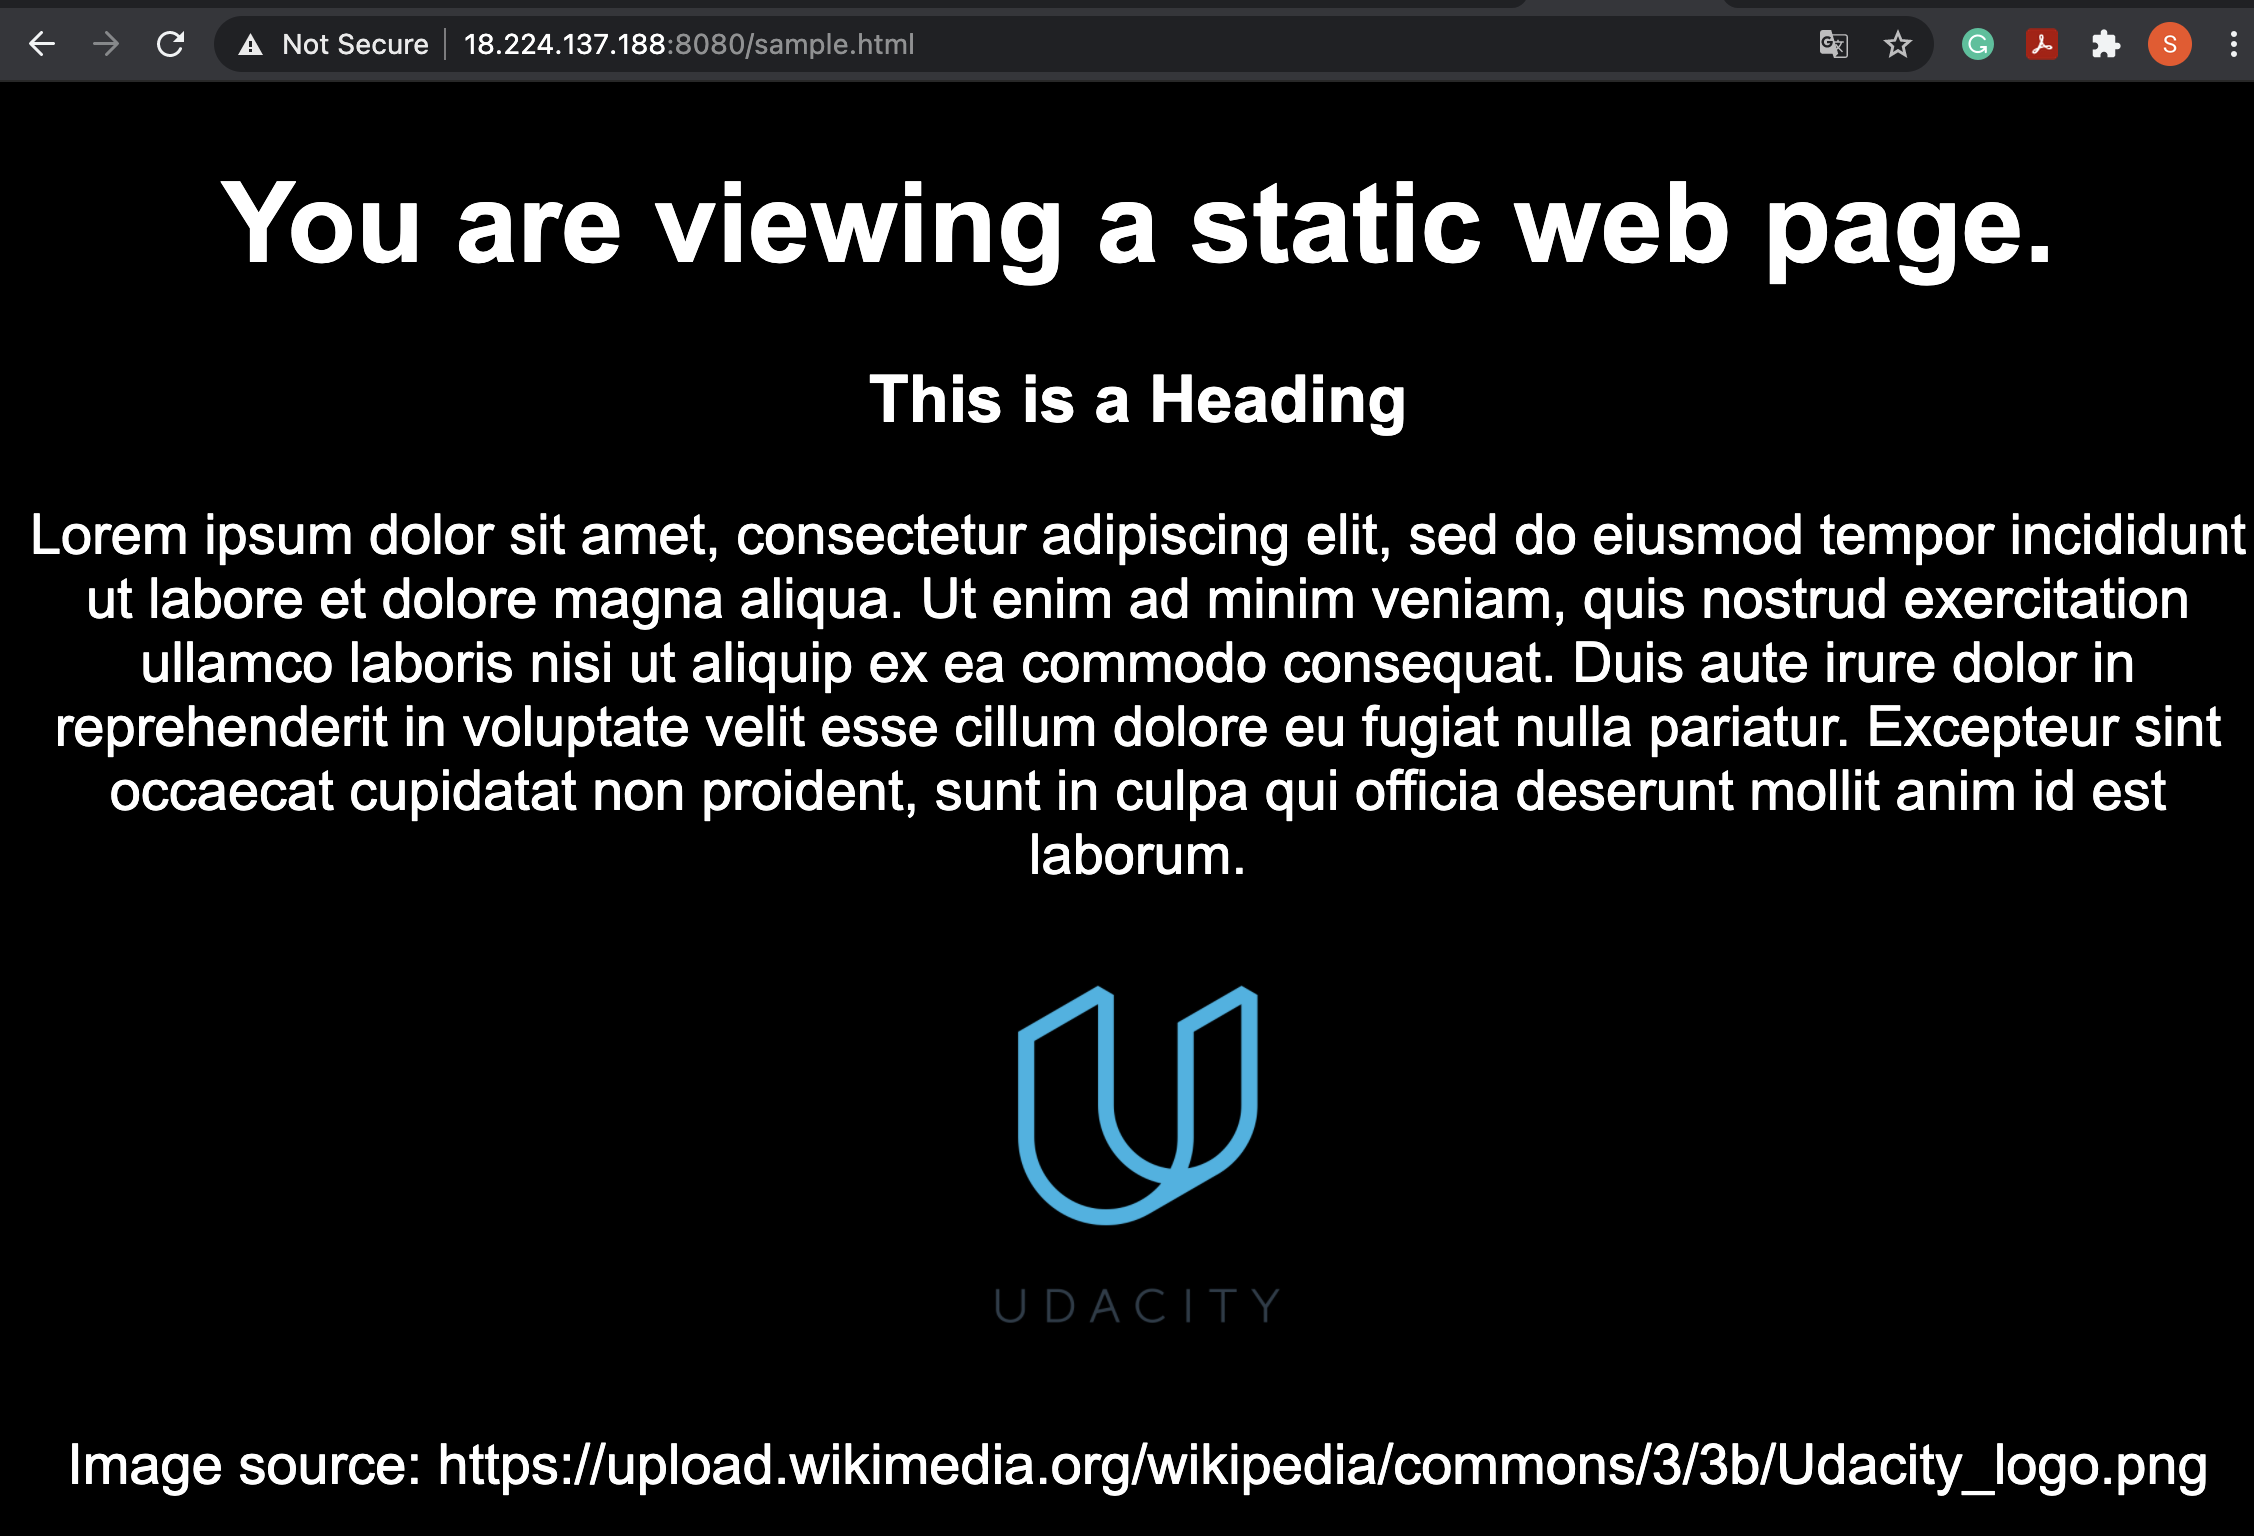 Not Secure | 18.224.137.188:8080/sample.html
S
You are viewing a static web page.
This is a Heading
Lorem ipsum dolor sit amet, consectetur adipiscing elit, sed do eiusmod tempor incididunt
ut labore et dolore magna aliqua. Ut enim ad minim veniam, quis nostrud exercitation
ullamco laboris nisi ut aliquip ex ea commodo consequat. Duis aute irure dolor in
reprehenderit in voluptate velit esse cillum dolore eu fugiat nulla pariatur. Excepteur sint
occaecat cupidatat non proident, sunt in culpa qui officia deserunt mollit anim id est
laborum.
UDACITY
Image source: https://upload.wikimedia.org/wikipedia/commons/3/3b/Udacity_logo.png